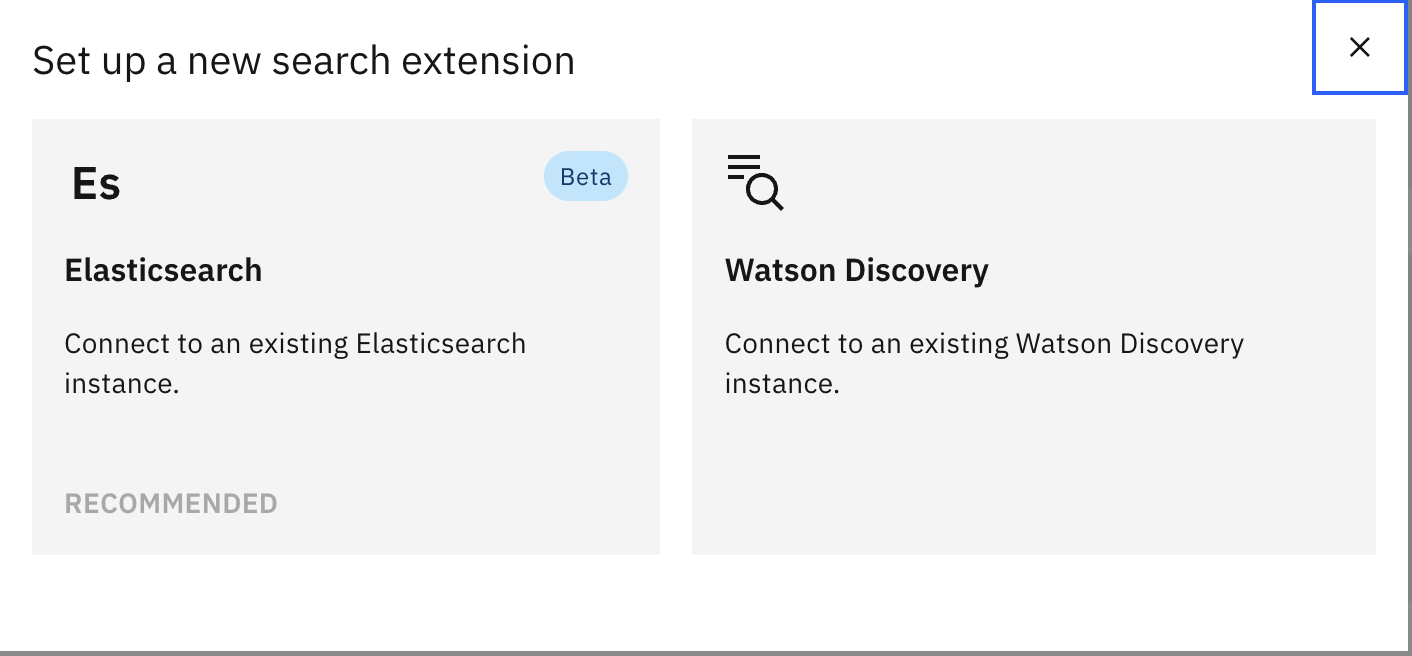 Set up a new search extension
Es
Beta
Elasticsearch
Connect to an existing Elasticsearch
instance.
RECOMMENDED
Watson Discovery
Connect to an existing Watson Discovery
instance.